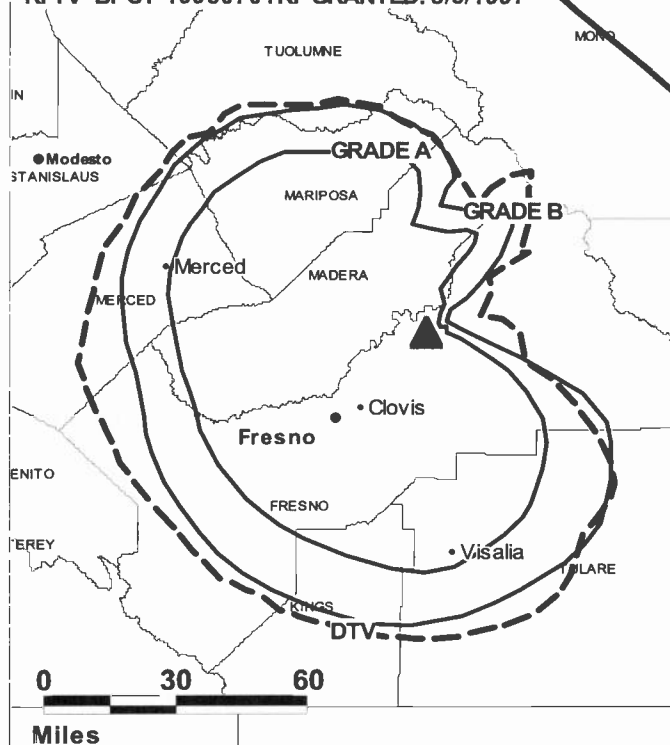 TUOLUMNE
MONO
IN
Modesto
STANISLAUS
GRADE A
MARIPOSA
GRADE B
Merced
MADERA
MERCED
Clovis
Fresno
ENITO
FRESNO
EREY
Visalia
TULARE
KINGS
DTV
0 30 60
Miles